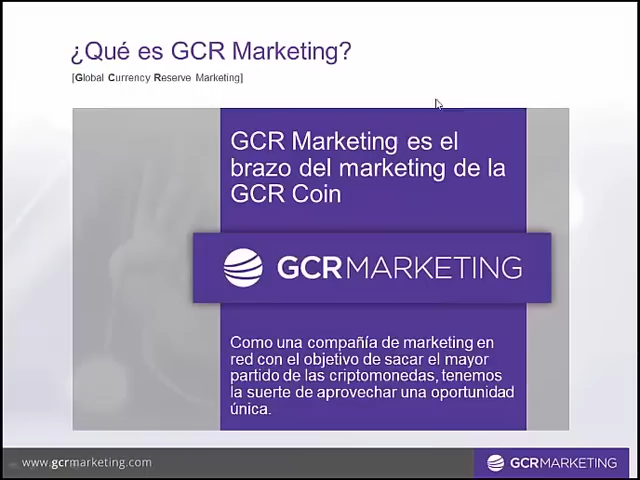 ¿Qué es GCR Marketing?
[Global Currency Reserve Marketing]
GCR Marketing es el
brazo del marketing de la
GCR Coin
GCRMARKETING
Como una compañía de marketing en
red con el objetivo de sacar el mayor
partido de las criptomonedas, tenemos
la suerte de aprovechar una oportunidad
única.
www.gcrmarketing.com
GCRMARKETING